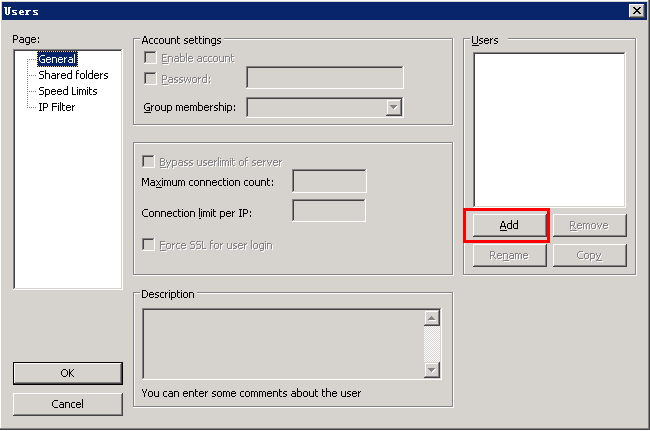 Users
Page:
General
Shared folders
Speed Limits
IP Filter
Account settings
Enable account
Password:
Group membership:
Bypass userlimit of server
Maximum connection count:
Connection limit per IP:
Force SSL for user login
Description
You can enter some comments about the user
Users
Add
Remove
Rename
Copy
OK
Cancel